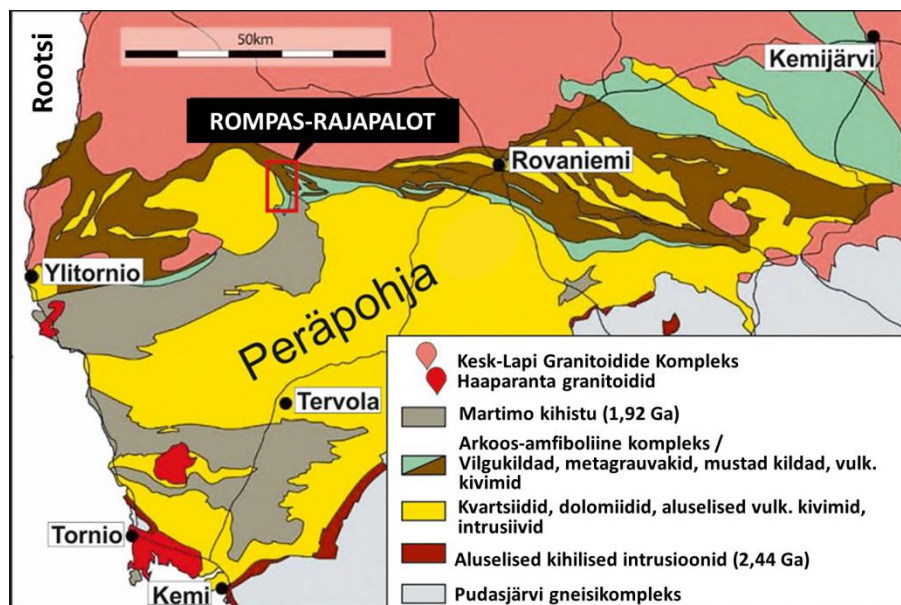 50km
Rootsi
Kemijärvi
ROMPAS-RAJAPALOT
Rovaniemi
Ylitornio
Peräpohja
Tervola
Tornio
Kemi
Kesk-Lapi Granitoidide Kompleks
Haaparanta granitoidid
Martimo kihistu (1,92 Ga)
Arkoos-amfiboliine kompleks /
Vilgukildad, metagrauvakid, mustad kildad, vulk.
kivimid
Kvartsiidid, dolomiidid, aluselised vulk. kivimid,
intrusiivid
Aluselised kihilised intrusioonid (2,44 Ga)
Pudasjärvi gneisikompleks